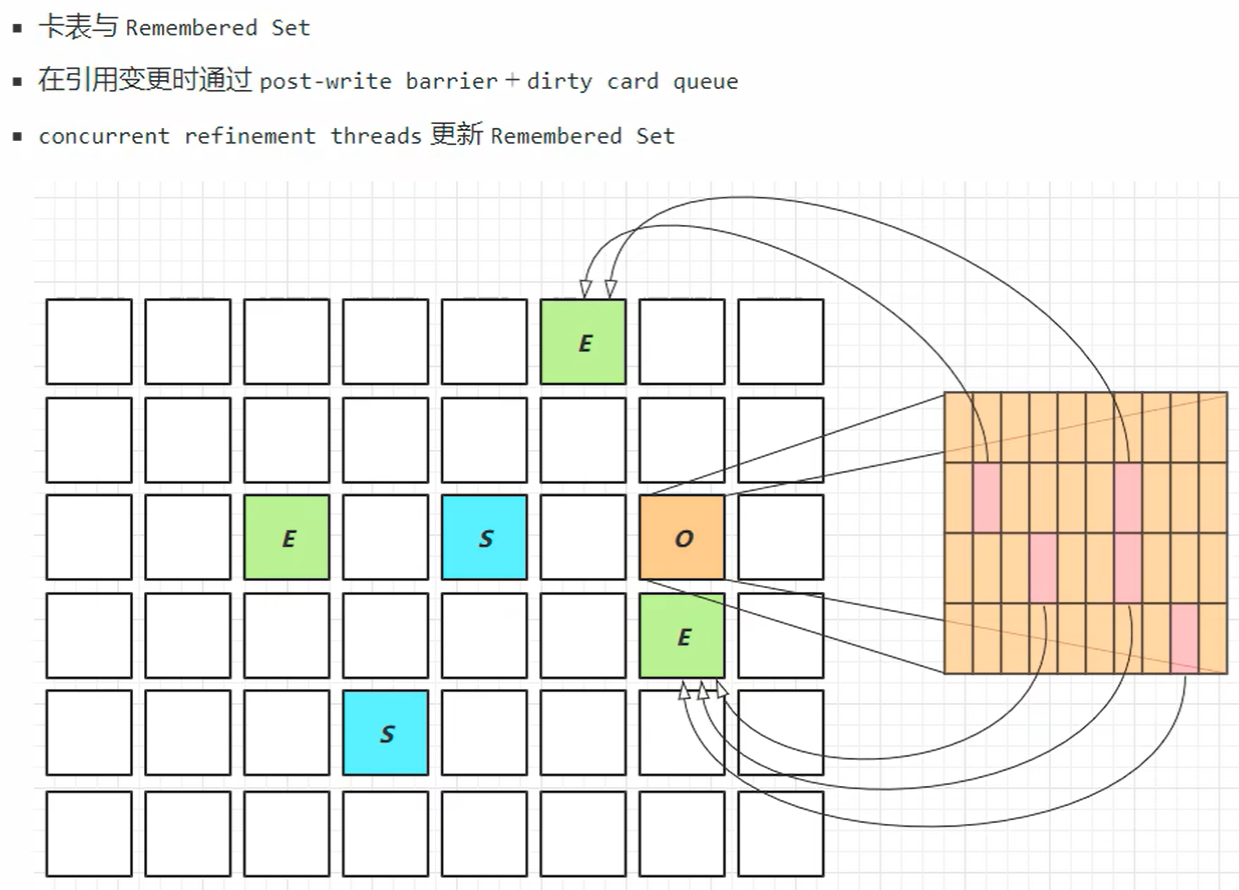 卡表与 Remembered Set
在引用变更时通过 post-write barrier + dirty card queue
concurrent refinement threads 更新 Remembered Set
E
E
S
O
E
S